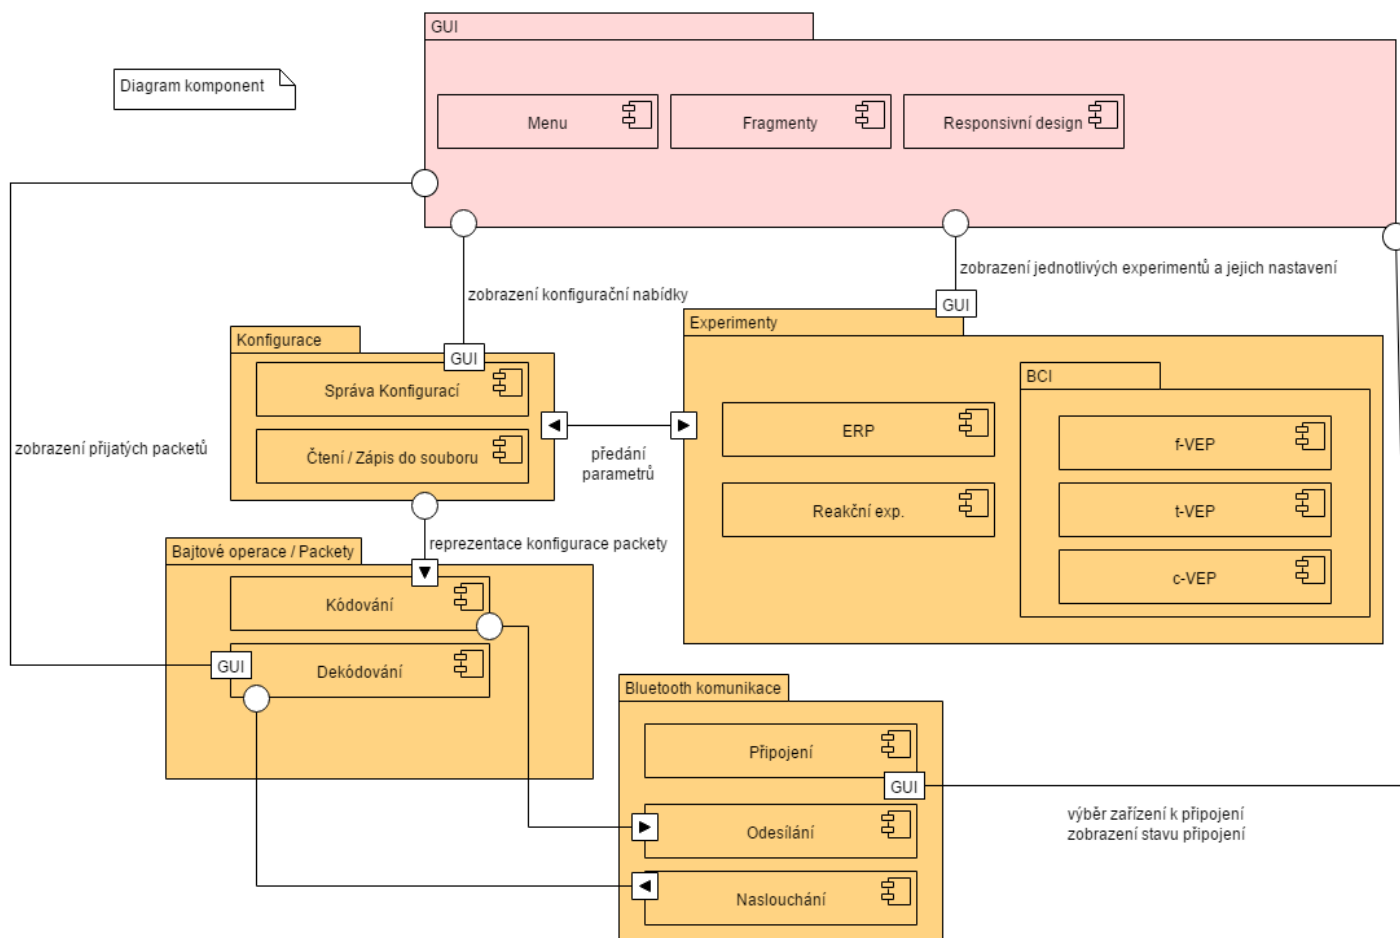 GUI
Diagram komponent
Menu
Fragmenty
Responsivní design
zobrazení jednotlivých experimentů a jejich nastavení
zobrazení konfigurační nabídky
GUI
Experimenty
Konfigurace
GUI
Správa Konfigurací
Čtení / Zápis do souboru
předání
parametrů
ERP
Reakční exp.
BCI
f-VEP
t-VEP
c-VEP
zobrazení přijatých packetů
reprezentace konfigurace packety
Bajtové operace / Packety
Kódování
GUI
Dekódování
Bluetooth komunikace
Připojení
GUI
Odesílání
Naslouchání
výběr zařízení k připojení
zobrazení stavu připojení